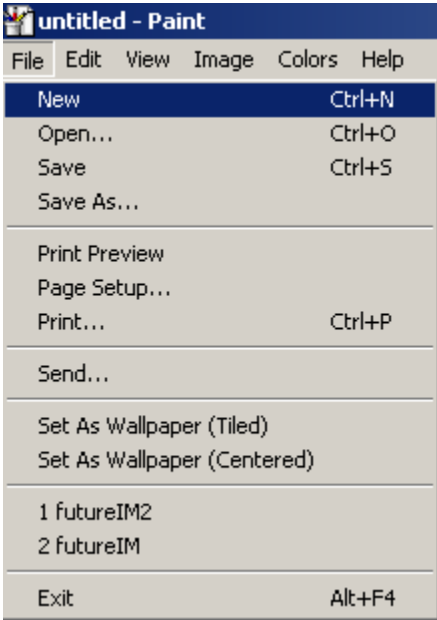 untitled - Paint
File Edit View Image Colors Help
New Ctrl+N
Open... Ctrl+O
Save Ctrl+S
Save As...
Print Preview
Page Setup...
Print... Ctrl+P
Send...
Set As Wallpaper (Tiled)
Set As Wallpaper (Centered)
1 futureIM2
2 futureIM
Exit Alt+F4